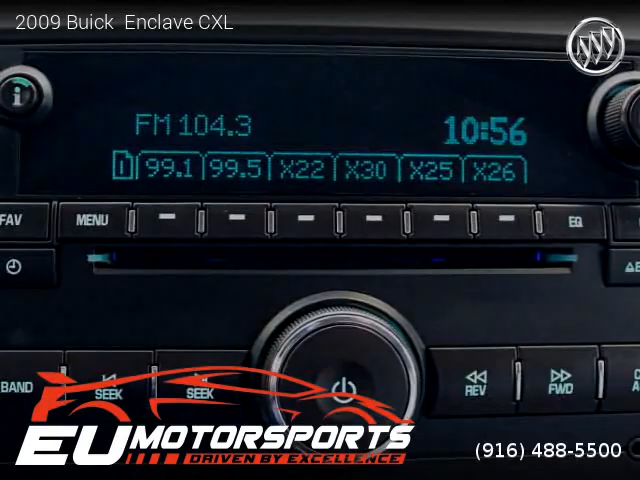 2009 Buick Enclave CXL
i
FM 104.3 10:56
1 99.1 99.5 X22 X30 X25 X26
FAV MENU EQ
BAND SEEK SEEK REV FWD
EU MOTORSPORTS
DRIVEN BY EXCELLENCE
(916) 488-5500